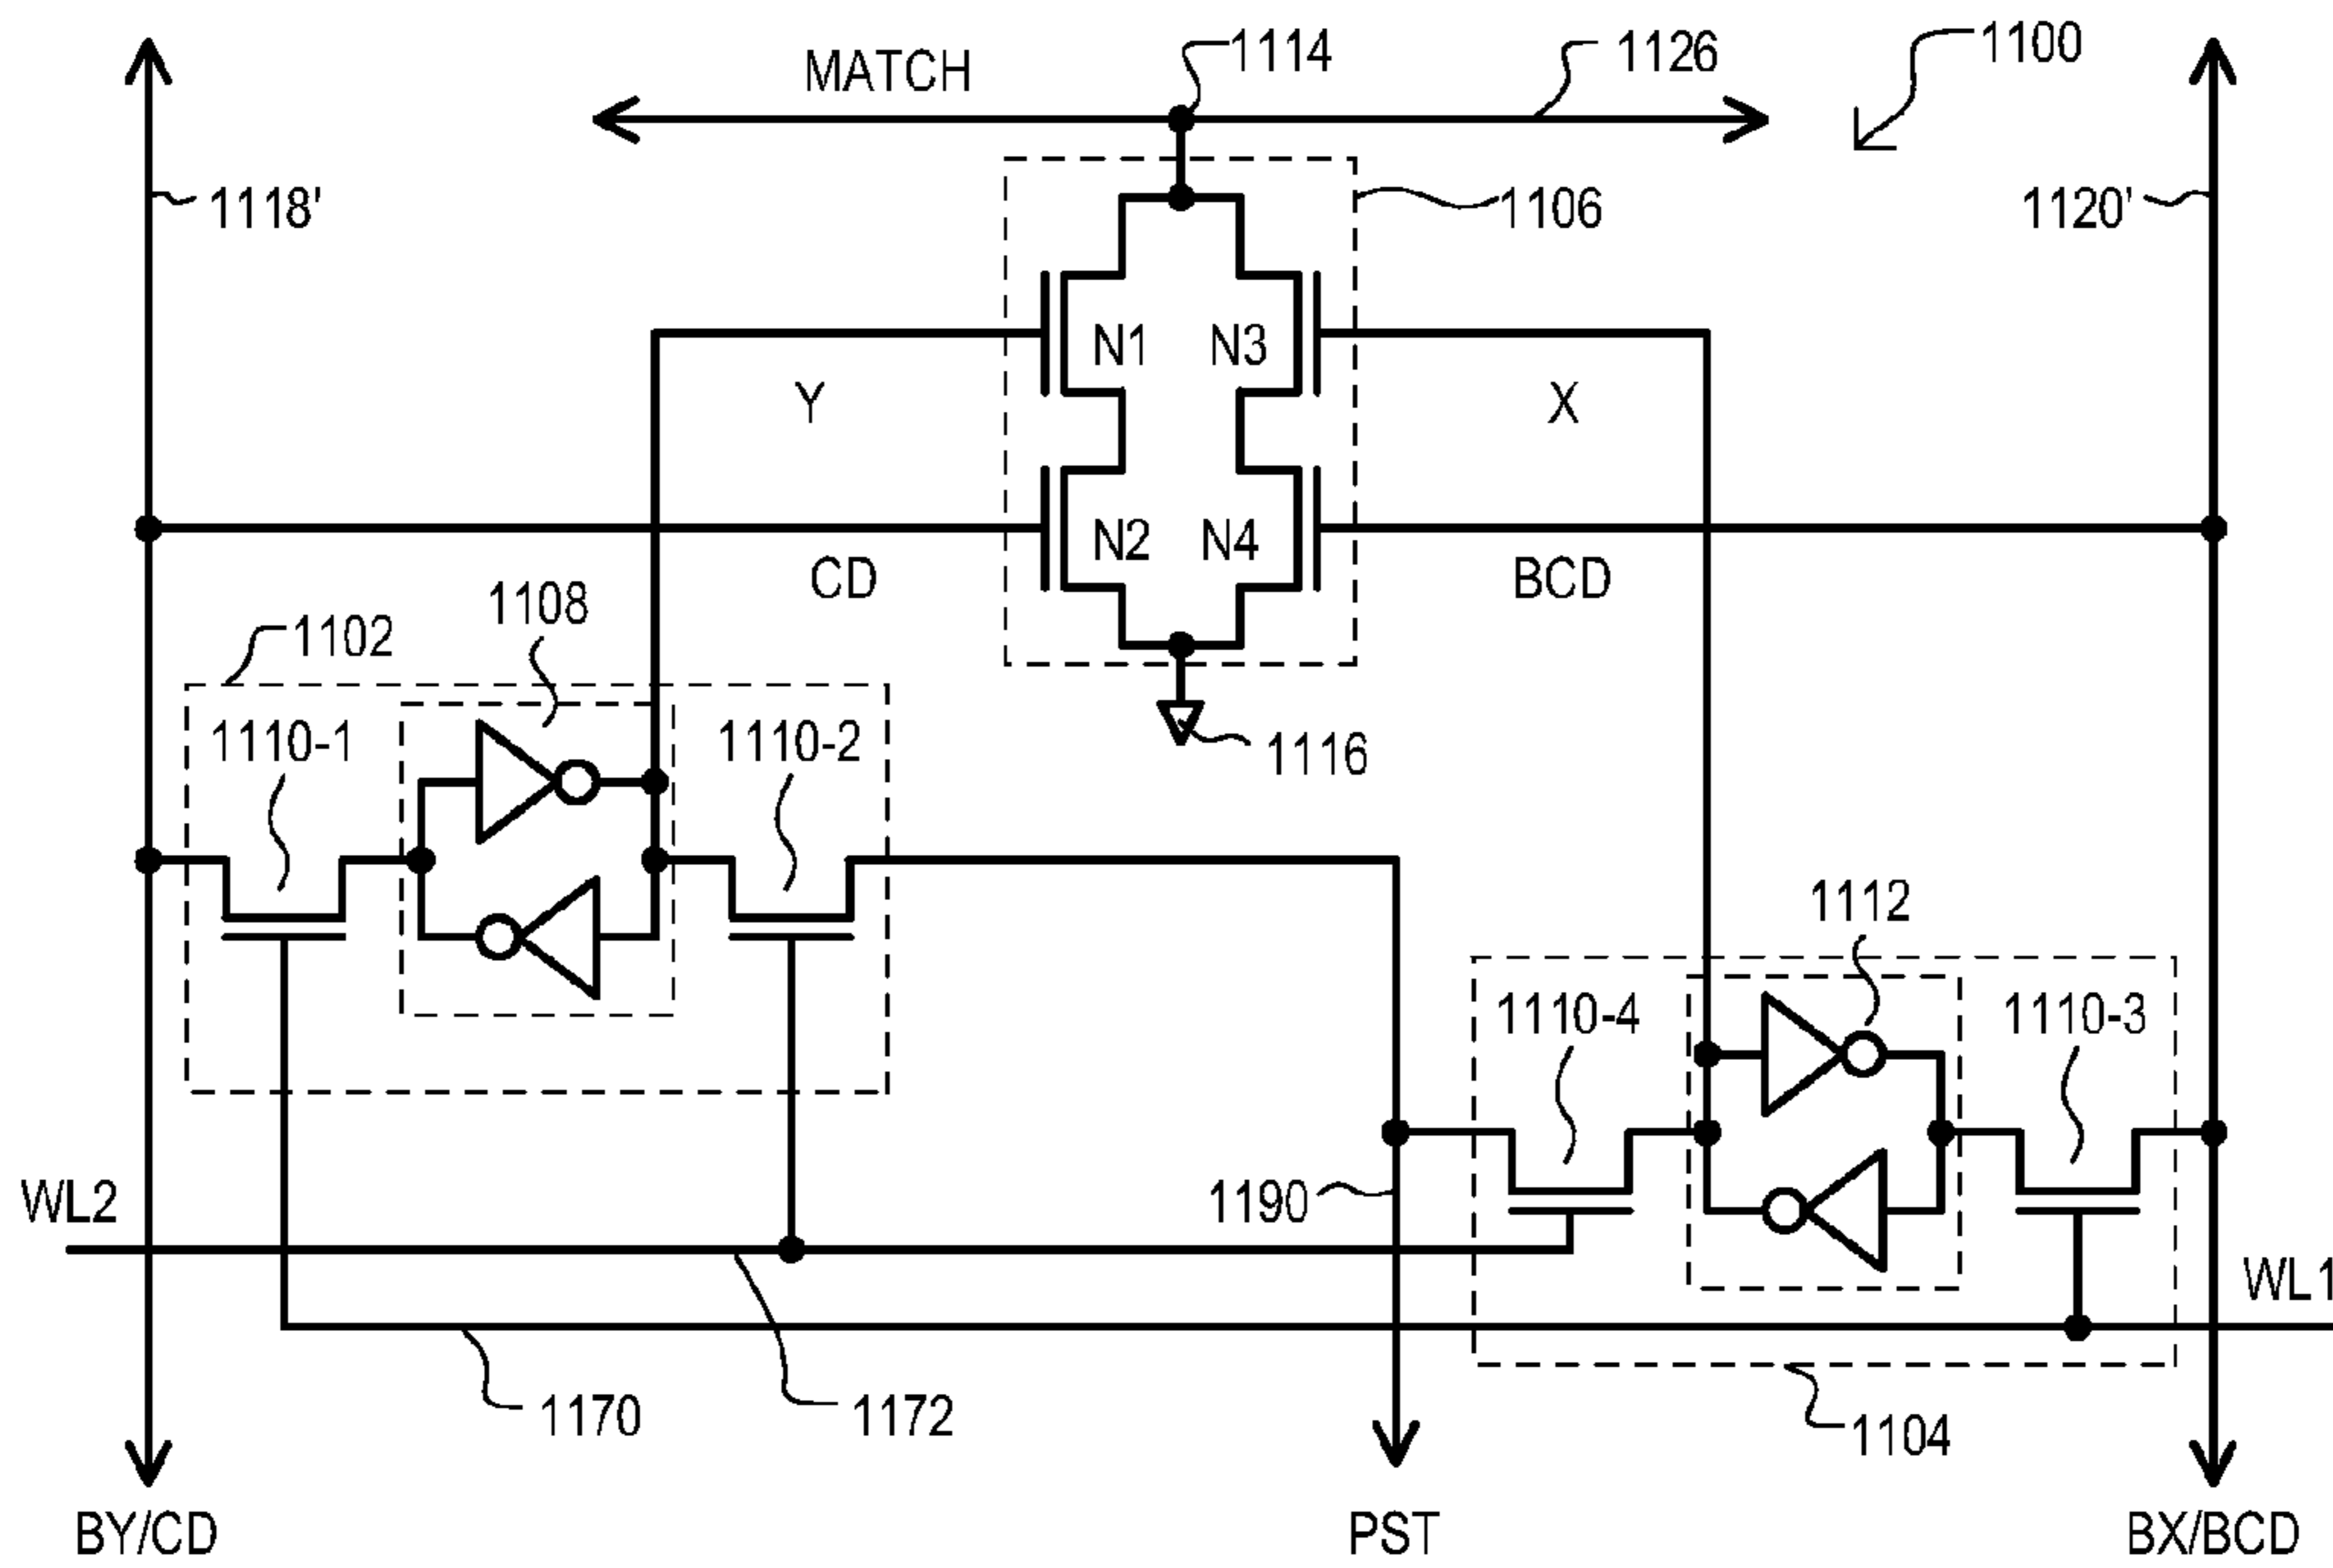 1114
1126
1100
MATCH
1118'
1106
1120'
N1
N3
Y
X
N2
N4
CD
BCD
1108
1102
1110-1
1110-2
1116
1112
1110-4
1110-3
WL2
1190
WL1
1170
1172
1104
BY/CD
PST
BX/BCD